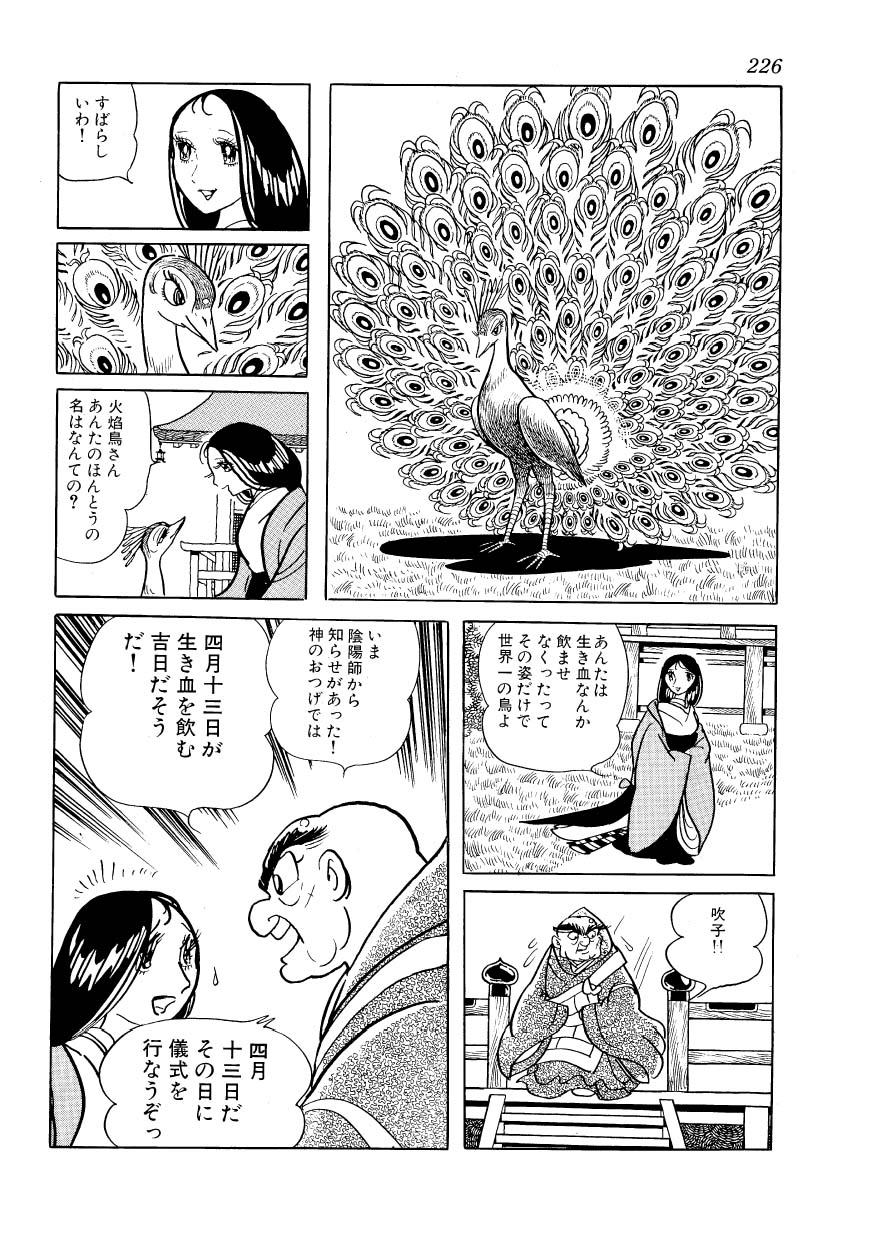 226
すばらし
いわ！
火焔鳥さん
あんたのほんとうの
名はなんての？
あんたは
生き血なんか
飲ませ
なくったって
その姿だけで
世界一の鳥よ
吹子!!
いま
陰陽師から
知らせがあった！
神のおつげでは
四月十三日が
生き血を飲む
吉日だそう
だ！
四月
十三日だ
その日に
儀式を
行なうぞっ